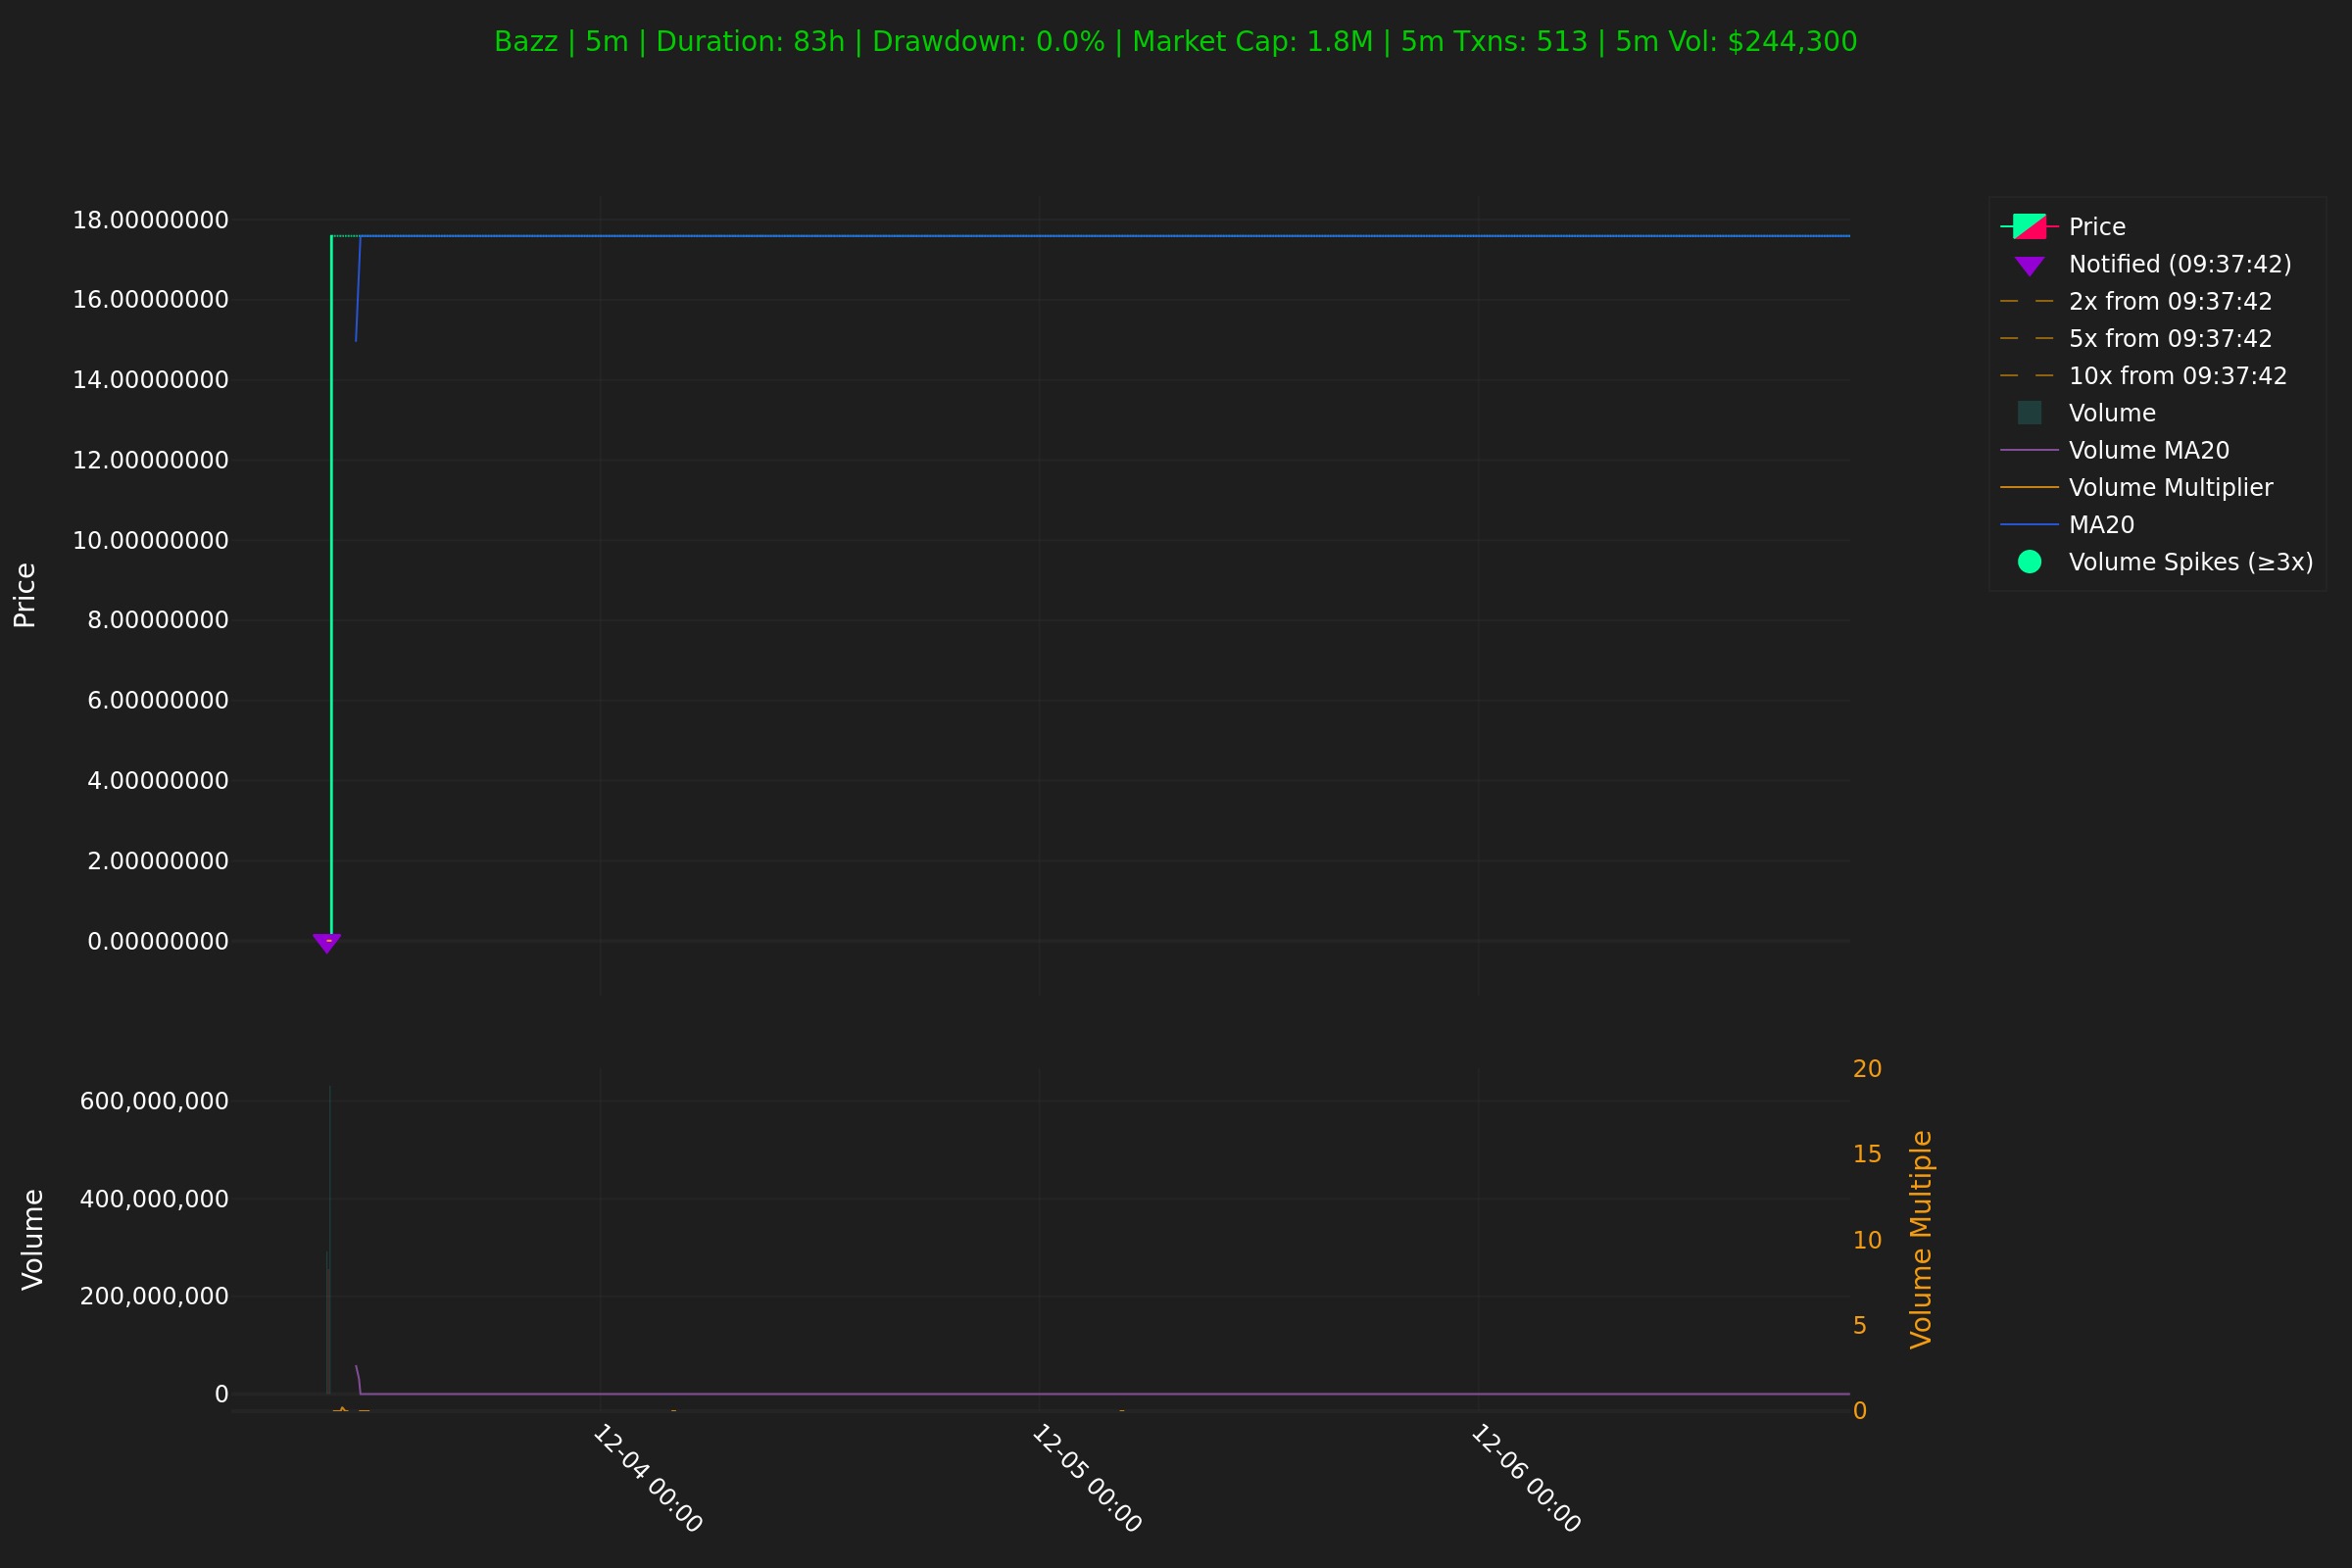 Bazz | 5m | Duration: 83h | Drawdown: 0.0% | Market Cap: 1.8M | 5m Txns: 513 | 5m Vol: $244,300
Price
18.00000000
16.00000000
14.00000000
12.00000000
10.00000000
8.00000000
6.00000000
4.00000000
2.00000000
0.00000000
Price
Notified (09:37:42)
2x from 09:37:42
5x from 09:37:42
10x from 09:37:42
Volume
Volume MA20
Volume Multiplier
MA20
Volume Spikes (≥3x)
Volume
600,000,000
400,000,000
200,000,000
0
20
15
10
5
0
Volume Multiple
12-04 00:00
12-05 00:00
12-06 00:00